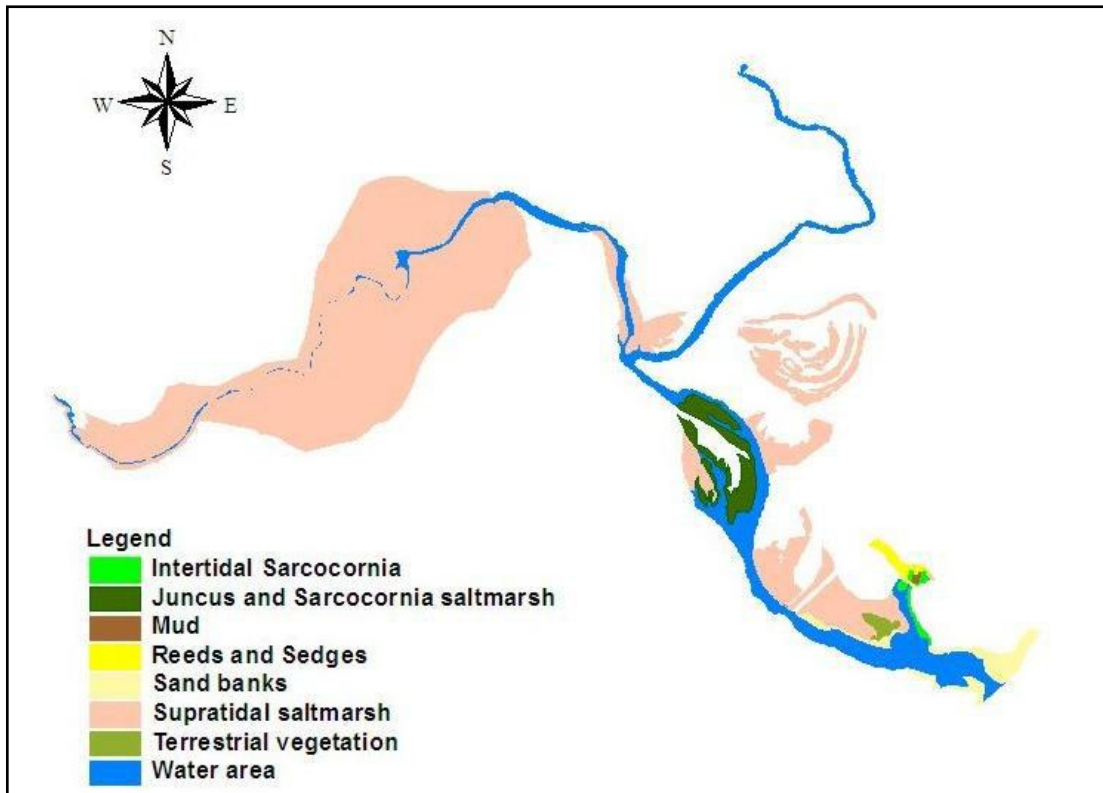 N
W E
S
Legend
Intertidal Sarcocornia
Juncus and Sarcocornia saltmarsh
Mud
Reeds and Sedges
Sand banks
Supratidal saltmarsh
Terrestrial vegetation
Water area